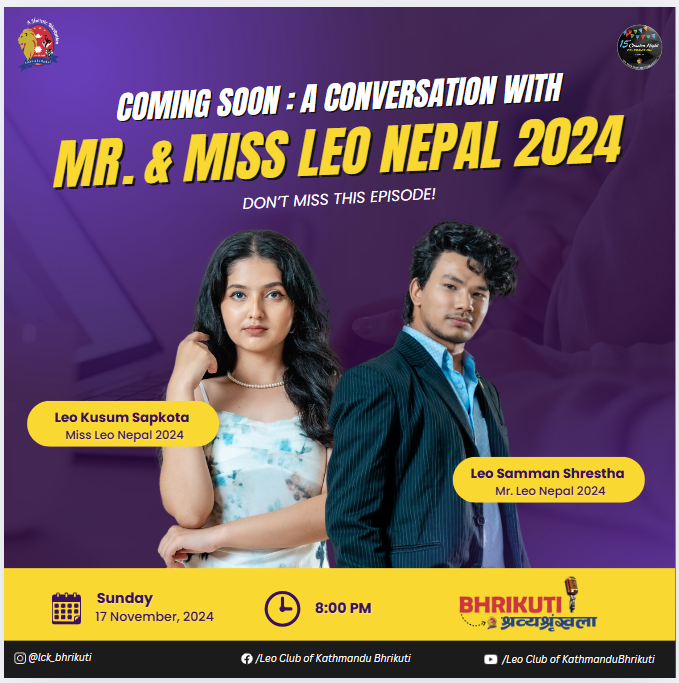 COMING SOON : A CONVERSATION WITH
MR. & MISS LEO NEPAL 2024
DON'T MISS THIS EPISODE!
Leo Kusum Sapkota
Miss Leo Nepal 2024
Leo Samman Shrestha
Mr. Leo Nepal 2024
Sunday
17 November, 2024
8:00 PM
BHRIKUTI
श्रव्यश्रृंखला
@lck_bhrikuti
/Leo Club of Kathmandu Bhrikuti
/Leo Club of KathmanduBhrikuti